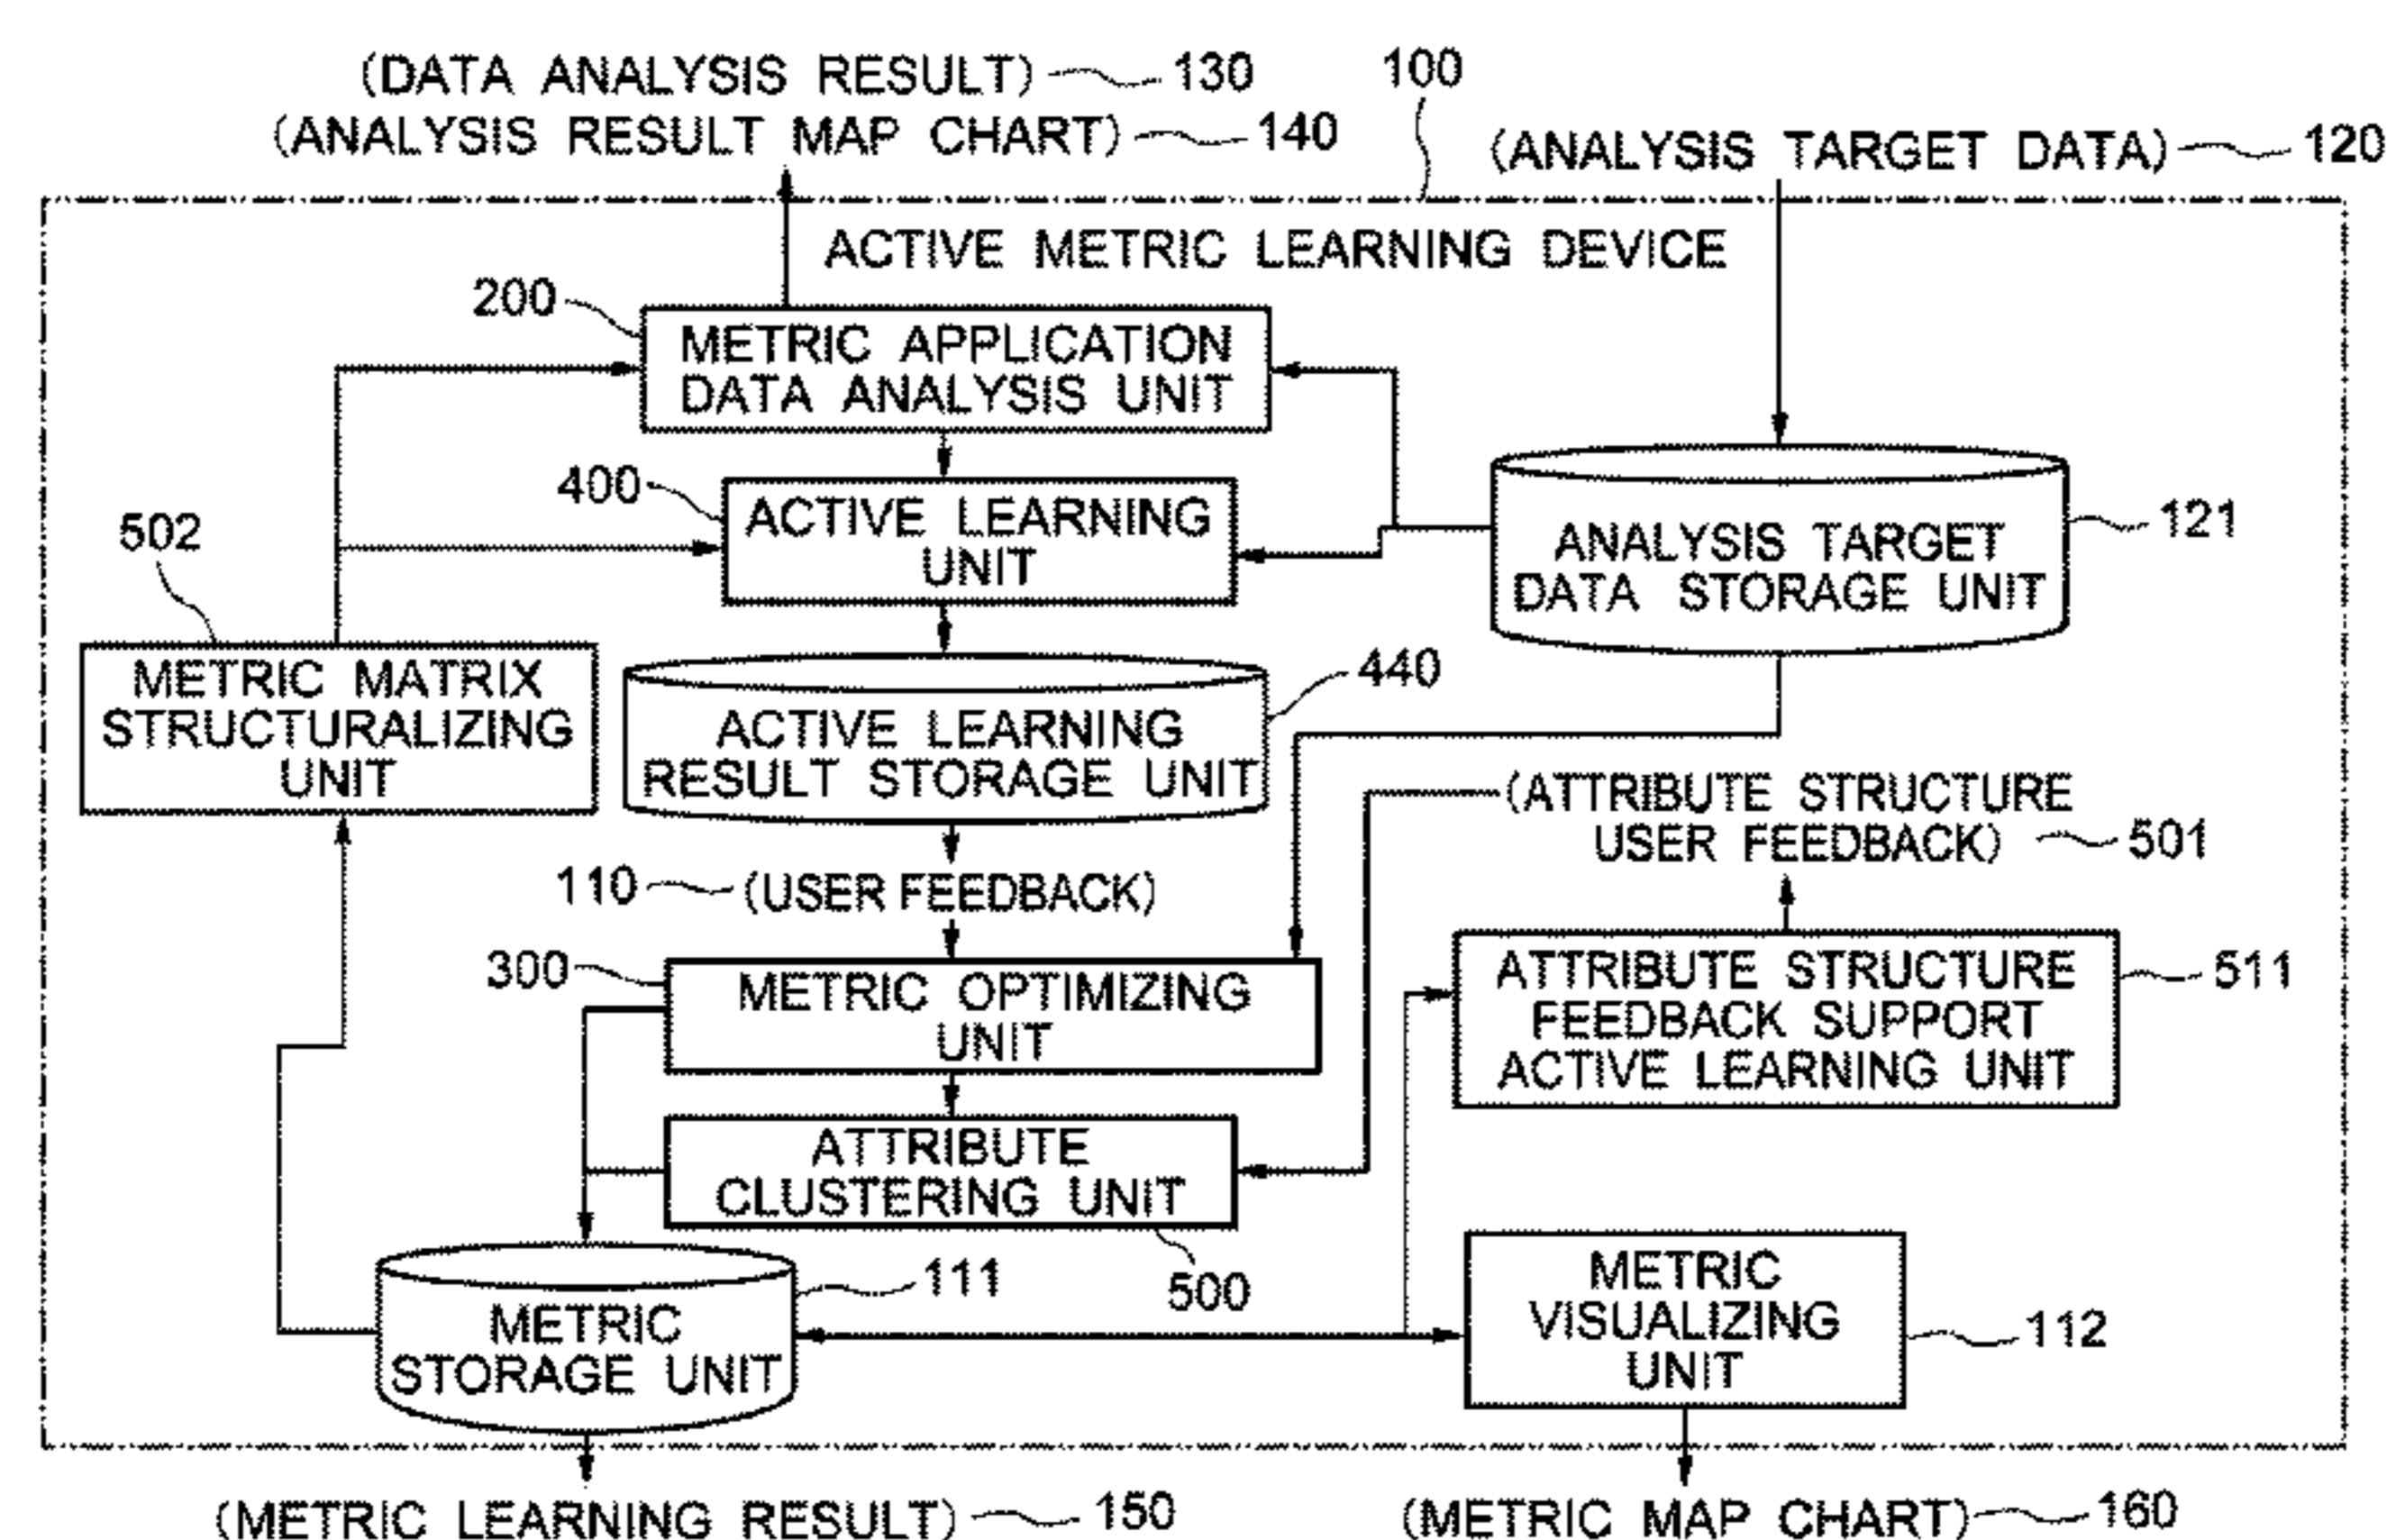 (DATA ANALYSIS RESULT) 130
(ANALYSIS RESULT MAP CHART) 140
100
(ANALYSIS TARGET DATA) 120
ACTIVE METRIC LEARNING DEVICE
200
METRIC APPLICATION
DATA ANALYSIS UNIT
400
ACTIVE LEARNING
UNIT
502
ANALYSIS TARGET
DATA STORAGE UNIT
121
METRIC MATRIX
STRUCTURALIZING
UNIT
440
ACTIVE LEARNING
RESULT STORAGE UNIT
(ATTRIBUTE STRUCTURE
USER FEEDBACK) 501
110 (USER FEEDBACK)
300
METRIC OPTIMIZING
UNIT
ATTRIBUTE STRUCTURE
FEEDBACK SUPPORT
ACTIVE LEARNING UNIT
511
ATTRIBUTE
CLUSTERING UNIT
500
111
METRIC
STORAGE UNIT
METRIC
VISUALIZING
UNIT
112
(METRIC LEARNING RESULT) 150
(METRIC MAP CHART) 160